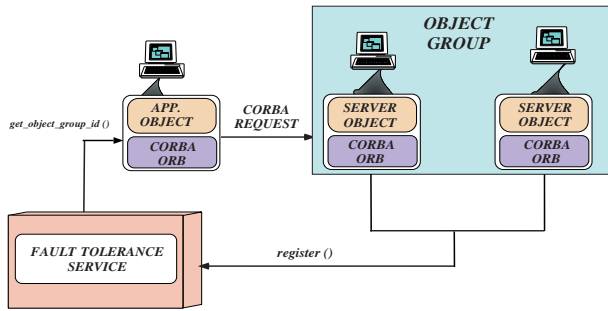 OBJECT
GROUP
get_object_group_id ()
APP.
OBJECT
CORBA
ORB
CORBA
REQUEST
SERVER
OBJECT
CORBA
ORB
SERVER
OBJECT
CORBA
ORB
FAULT TOLERANCE
SERVICE
register ()